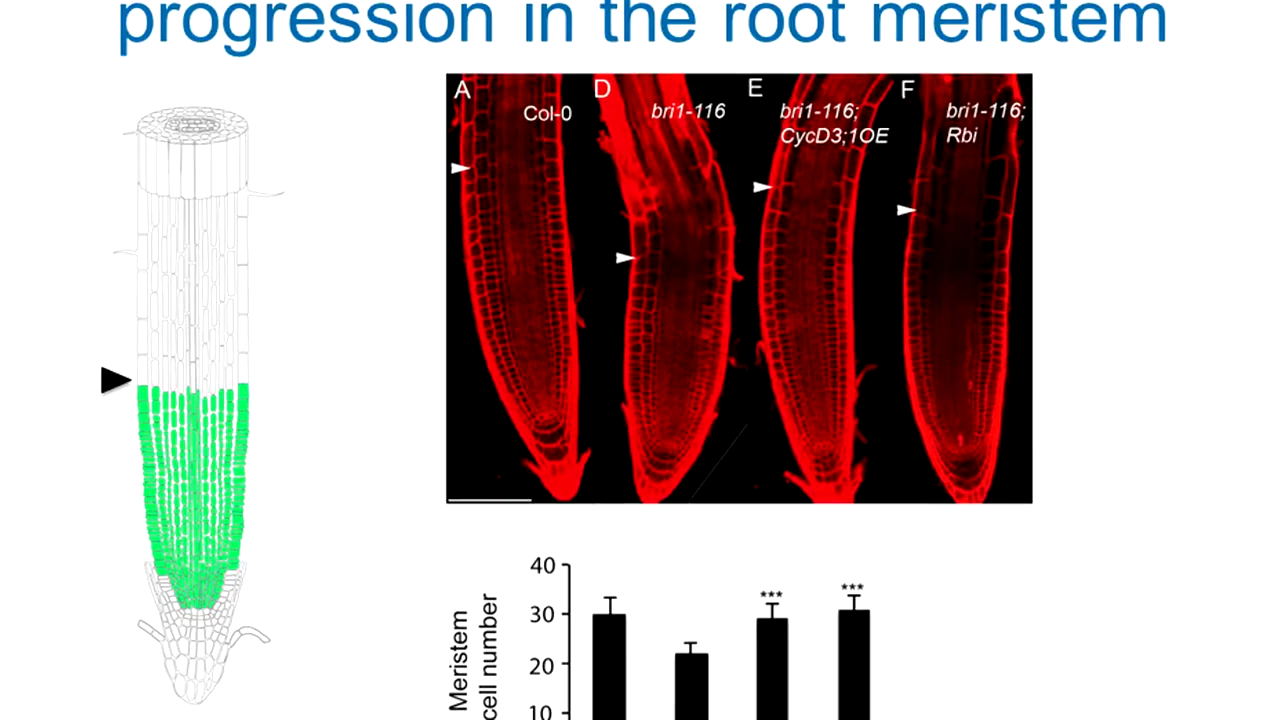 progression in the root meristem
A
Col-0
D
bri1-116
E
bri1-116;
CycD3;1OE
F
bri1-116;
Rbi
40
30
20
10
Meristem
cell number
***
***